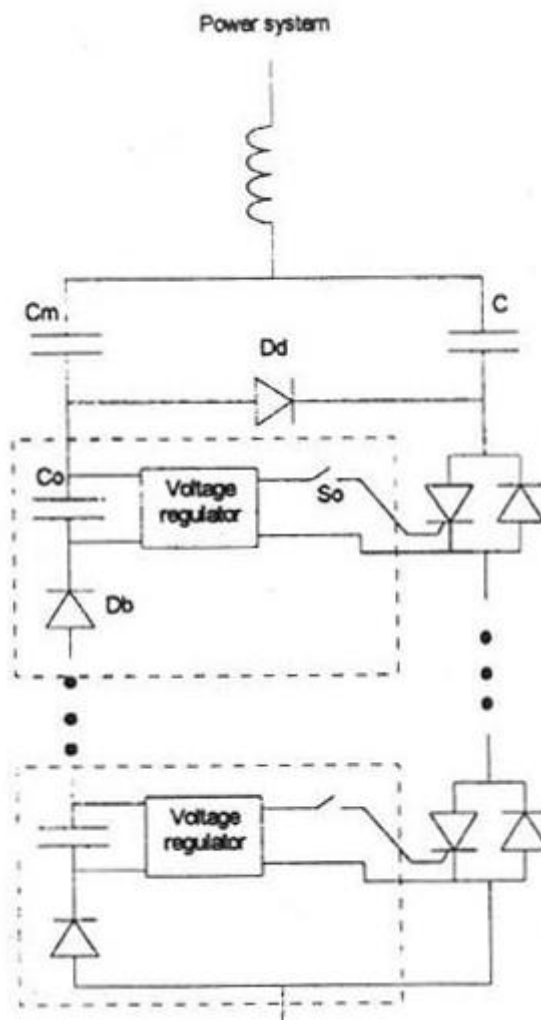 Power system
Cm
C
Dd
Co
Voltage
regulator
So
Db
Voltage
regulator